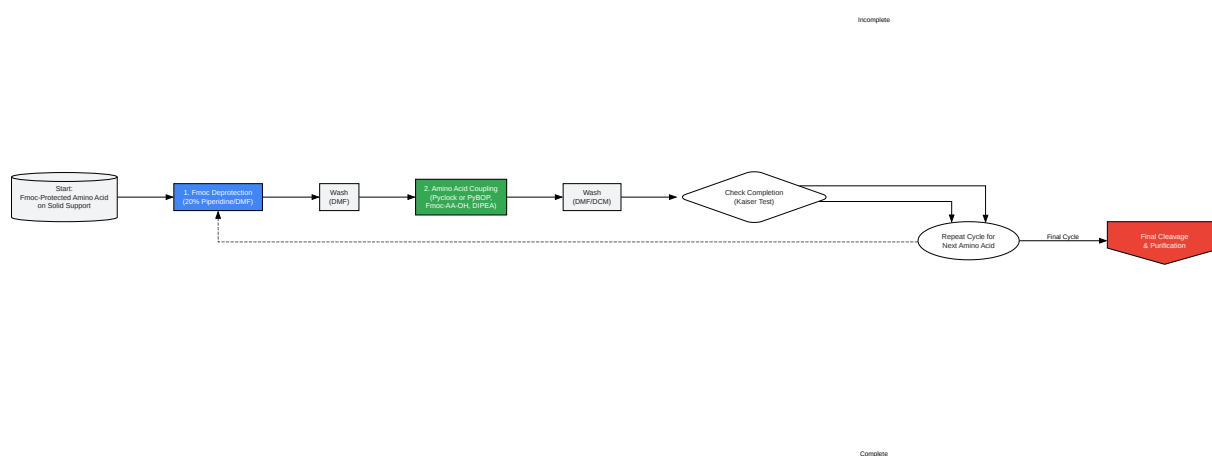 Incomplete
Start:
Fmoc-Protected Amino Acid
on Solid Support
1. Fmoc Deprotection
(20% Piperidine/DMF)
Wash
(DMF)
2. Amino Acid Coupling
(Pyclock or PyBOP,
Fmoc-AA-OH, DIPEA)
Wash
(DMF/DCM)
Check Completion
(Kaiser Test)
Repeat Cycle for
Next Amino Acid
Final Cycle
Final Cleavage
& Purification
Complete